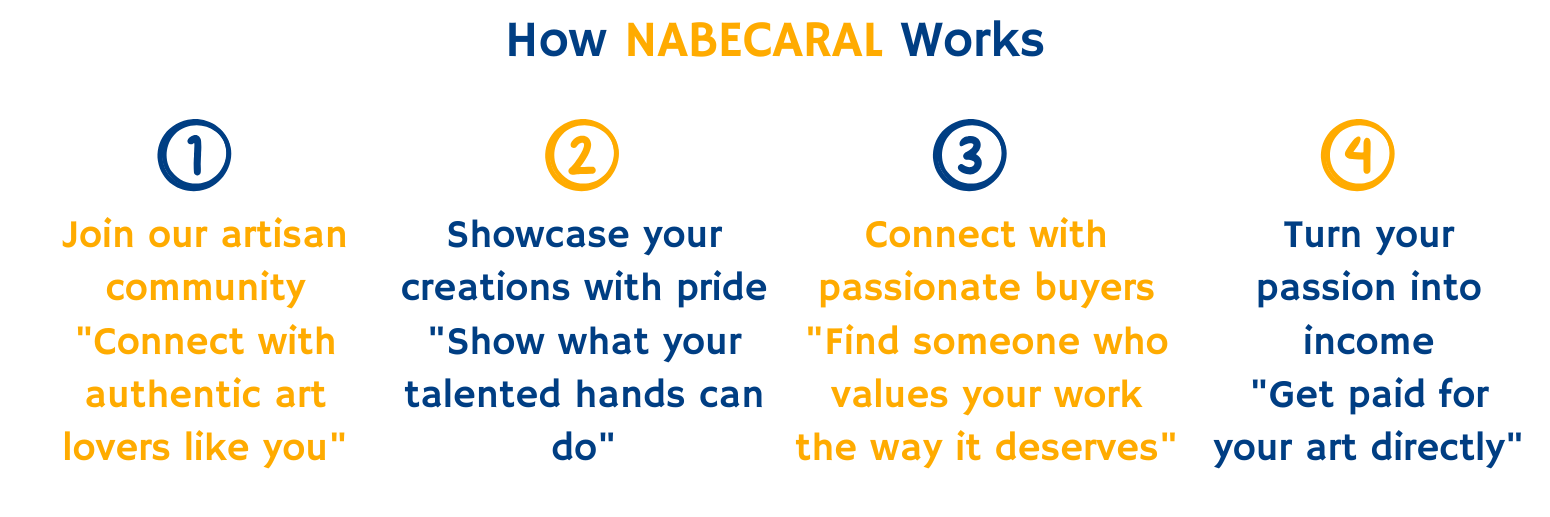 How NABECARAL Works
1
Join our artisan
community
"Connect with
authentic art
lovers like you"
2
Showcase your
creations with pride
"Show what your
talented hands can
do"
3
Connect with
passionate buyers
"Find someone who
values your work
the way it deserves"
4
Turn your
passion into
income
"Get paid for
your art directly"